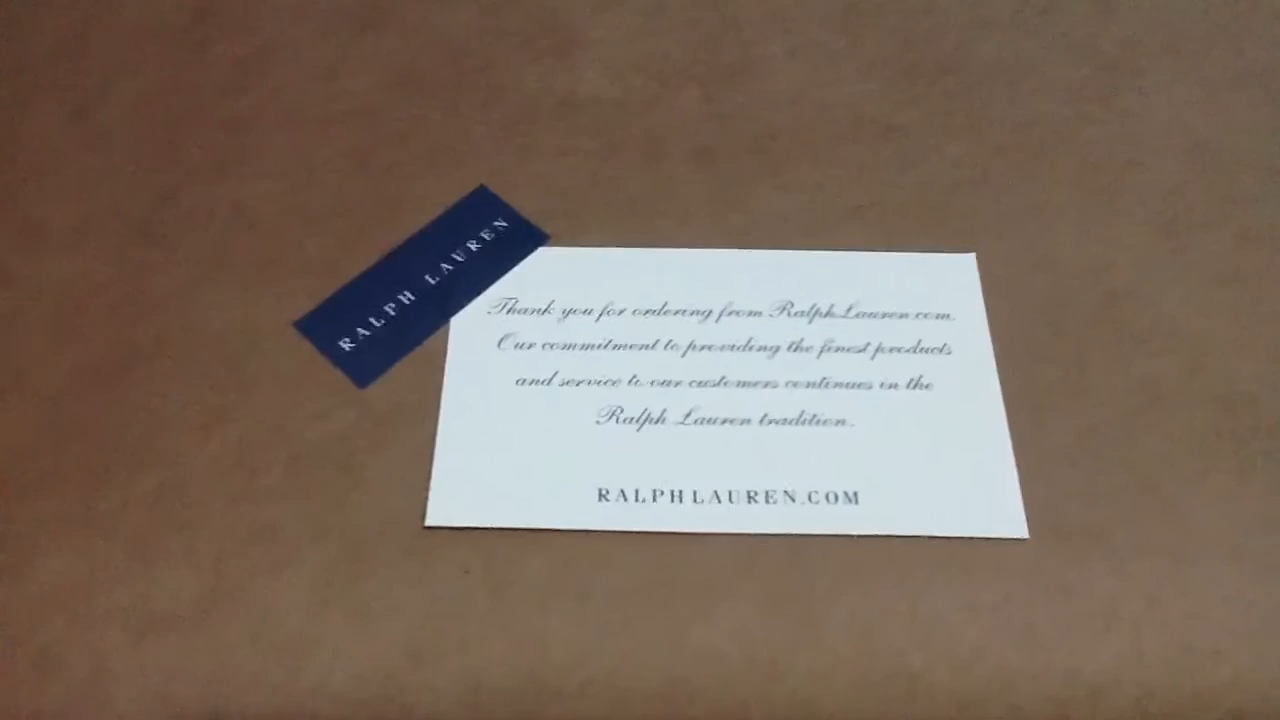 RALPH LAUREN
Thank you for ordering from RalphLauren.com.
Our commitment to providing the finest products
and service to our customers continues in the
Ralph Lauren tradition.
RALPHLAUREN.COM